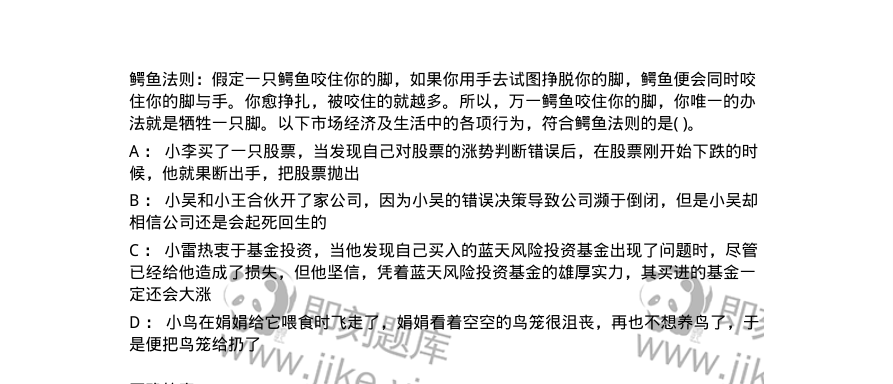 鳄鱼法则：假定一只鳄鱼咬住你的脚，如果你用手去试图挣脱你的脚，鳄鱼便会同时咬
住你的脚与手。你愈挣扎，被咬住的就越多。所以，万一鳄鱼咬住你的脚，你唯一的办
法就是牺牲一只脚。以下市场经济及生活中的各项行为，符合鳄鱼法则的是( )。
A： 小李买了一只股票，当发现自己对股票的涨势判断错误后，在股票刚开始下跌的时
候，他就果断出手，把股票抛出
B： 小吴和小王合伙开了家公司，因为小吴的错误决策导致公司濒于倒闭，但是小吴却
相信公司还是会起死回生的
C： 小雷热衷于基金投资，当他发现自己买入的蓝天风险投资基金出现了问题时，尽管
已经给他造成了损失，但他坚信，凭着蓝天风险投资基金的雄厚实力，其买进的基金一
定还会大涨
D： 小鸟在娟娟给它喂食时飞走了，娟娟看着空空的鸟笼很沮丧，再也不想养鸟了，于
是便把鸟笼给扔了
即刻题库
www.jike
即刻
www.